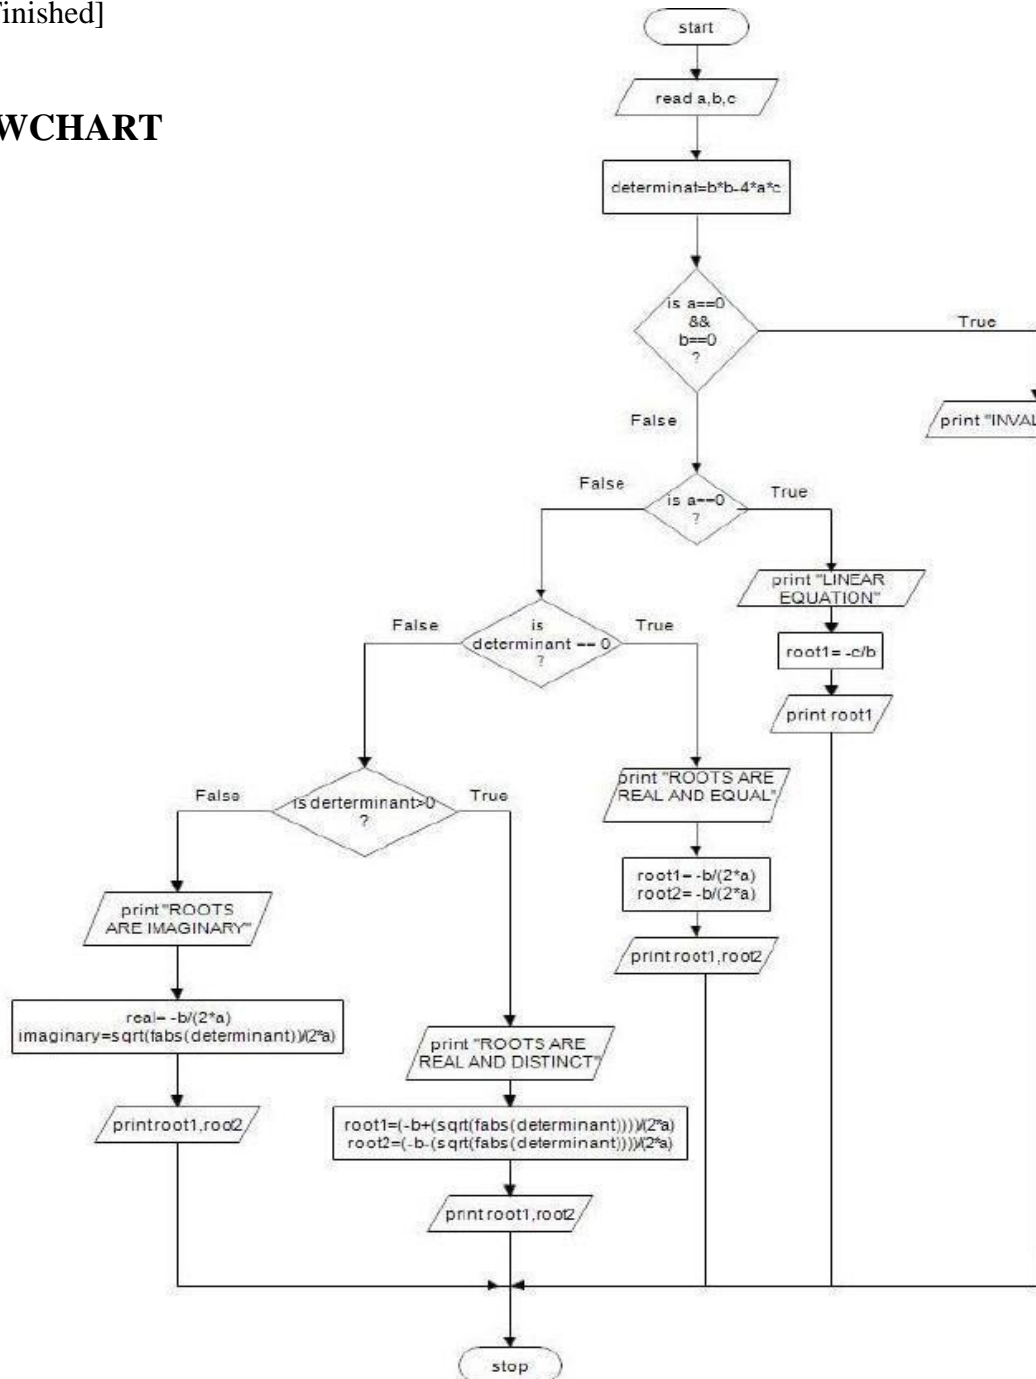 Finished]
WCHART
start
read a,b,c
determinat=b*b-4*a*c
is a==0
&&
b==0
?
True
False
print "INVAL
is a==0
?
False
True
print "LINEAR
EQUATION"
root1= -c/b
print root1
is
determinant == 0
?
False
True
print "ROOTS ARE
REAL AND EQUAL"
root1= -b/(2*a)
root2= -b/(2*a)
print root1,root2
is derterminant>0
?
False
True
print "ROOTS
ARE IMAGINARY"
real= -b/(2*a)
imaginary=sqrt(fabs(determinant))/(2*a)
print root1,root2
print "ROOTS ARE
REAL AND DISTINCT"
root1=(-b+(sqrt(fabs(determinant))))/(2*a)
root2=(-b-(sqrt(fabs(determinant))))/(2*a)
print root1,root2
stop